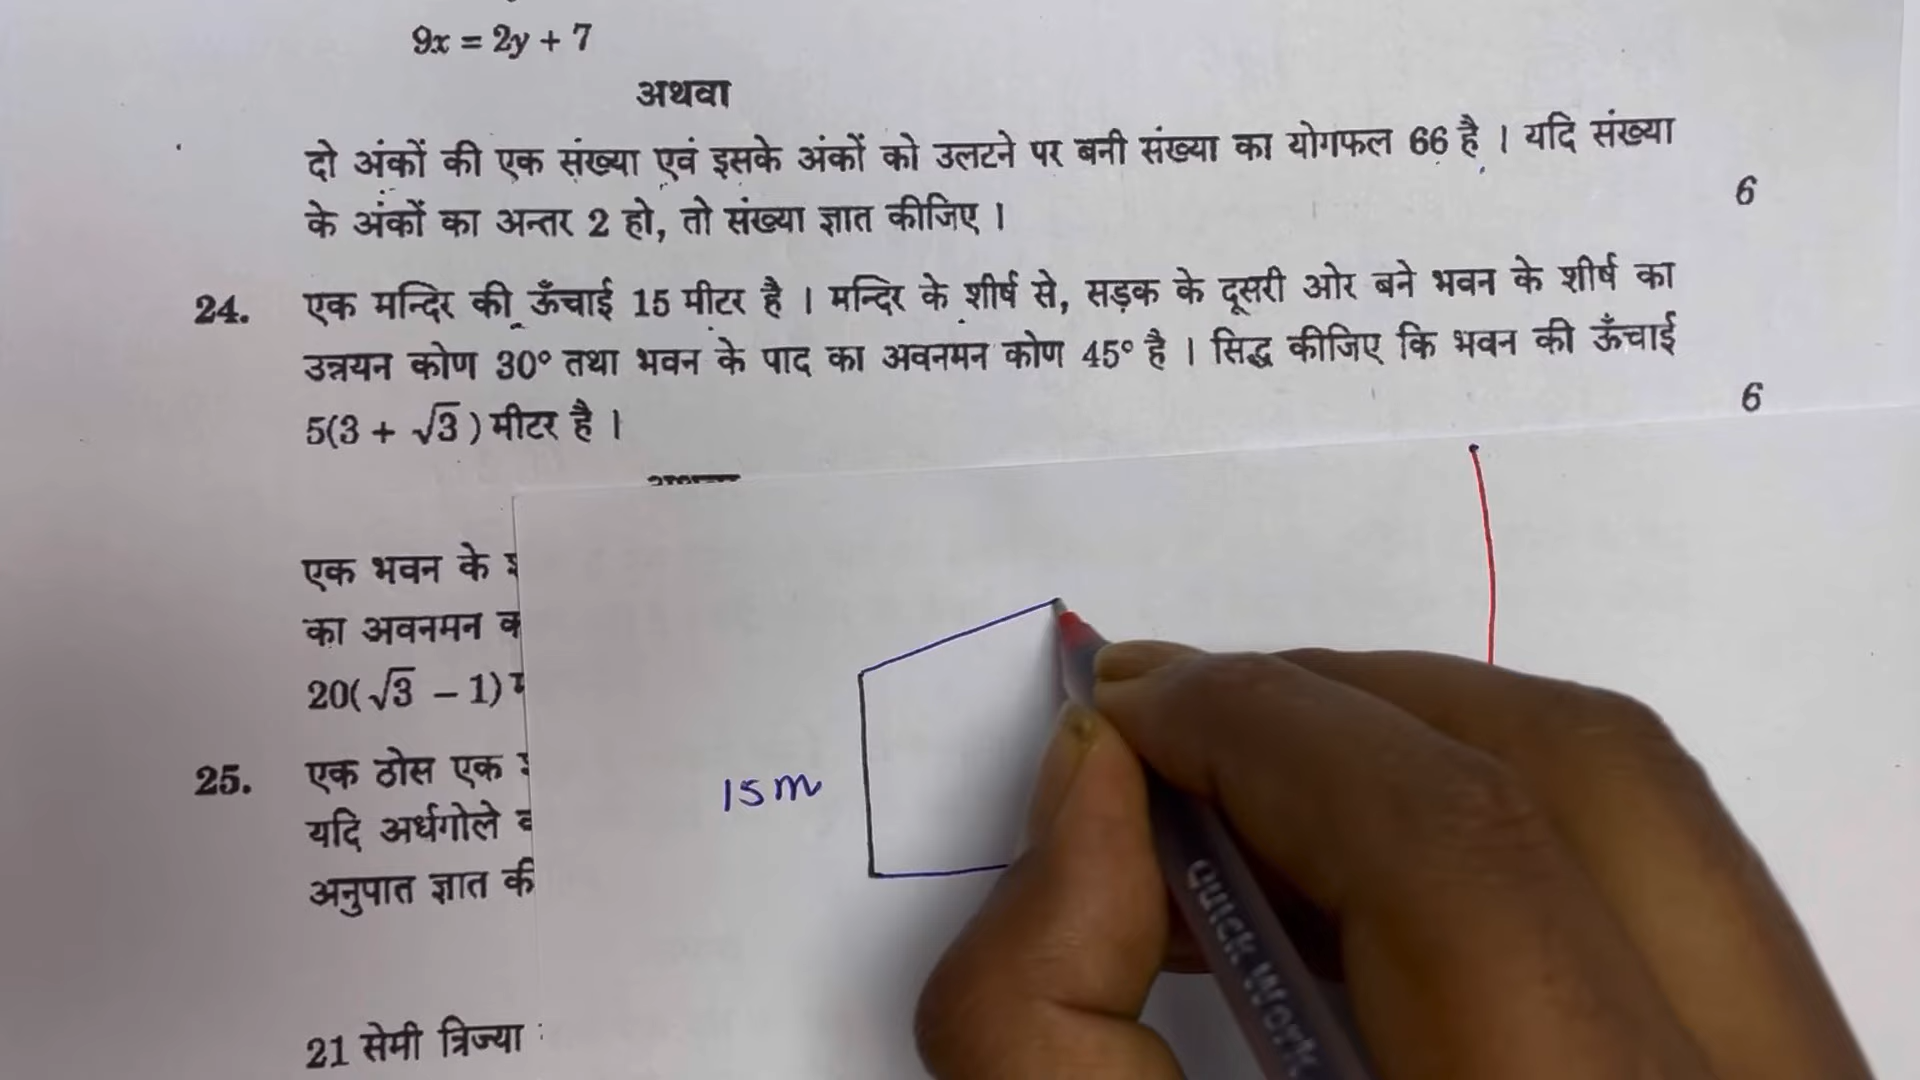 9x = 2y + 7
अथवा
दो अंकों की एक संख्या एवं इसके अंकों को उलटने पर बनी संख्या का योगफल 66 है । यदि संख्या
के अंकों का अन्तर 2 हो, तो संख्या ज्ञात कीजिए ।
6
24. एक मन्दिर की ऊँचाई 15 मीटर है । मन्दिर के शीर्ष से, सड़क के दूसरी ओर बने भवन के शीर्ष का
उन्नयन कोण 30° तथा भवन के पाद का अवनमन कोण 45° है । सिद्ध कीजिए कि भवन की ऊँचाई
5(3 + √3) मीटर है ।
6
एक भवन के
का अवनमन
20(√3 – 1)
25. एक ठोस एक
यदि अर्धगोले
अनुपात ज्ञात की
21 सेमी त्रिज्या
15m
Quick Work